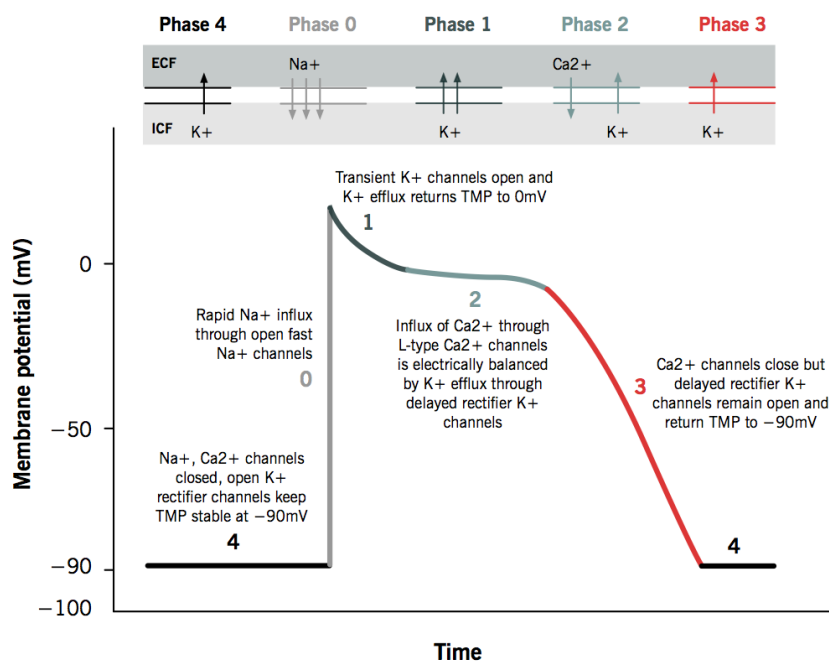 Phase 4 Phase 0 Phase 1 Phase 2 Phase 3
ECF Na+ Ca2+
ICF K+ K+ K+ K+
Transient K+ channels open and
K+ efflux returns TMP to 0mV
1
0
2
Rapid Na+ influx
through open fast
Na+ channels
0
Influx of Ca2+ through
L-type Ca2+ channels
is electrically balanced
by K+ efflux through
delayed rectifier K+
channels
3
Ca2+ channels close but
delayed rectifier K+
channels remain open and
return TMP to −90mV
−50
Na+, Ca2+ channels
closed, open K+
rectifier channels keep
TMP stable at −90mV
4
4
−90
−100
Membrane potential (mV)
Time